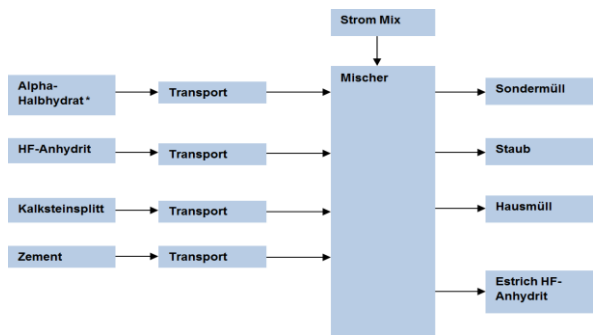 Strom Mix
Alpha-
Halbhydrat*
Transport
Mischer
Sondermüll
HF-Anhydrit
Transport
Staub
Kalksteinsplitt
Transport
Hausmüll
Zement
Transport
Estrich HF-
Anhydrit